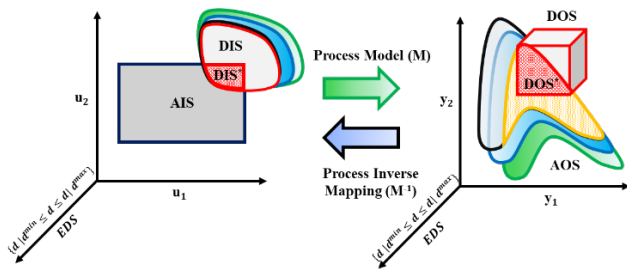 DIS
DIS*
AIS
u₂
u₁
{d |dᵐⁱⁿ ≤ d ≤ d| dᵐᵃˣ}
EDS
Process Model (M)
Process Inverse
Mapping (M⁻¹)
DOS
DOS*
AOS
y₂
y₁
{d |dᵐⁱⁿ ≤ d ≤ d| dᵐᵃˣ}
EDS